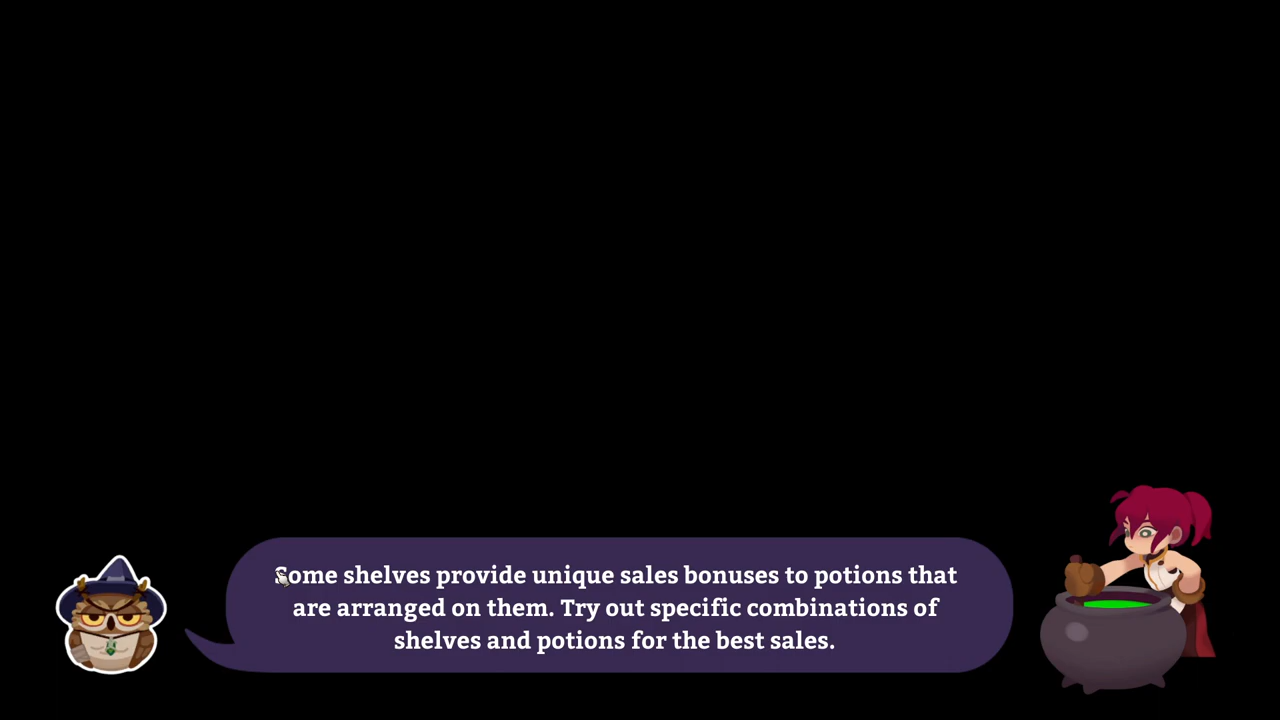 Some shelves provide unique sales bonuses to potions that
are arranged on them. Try out specific combinations of
shelves and potions for the best sales.